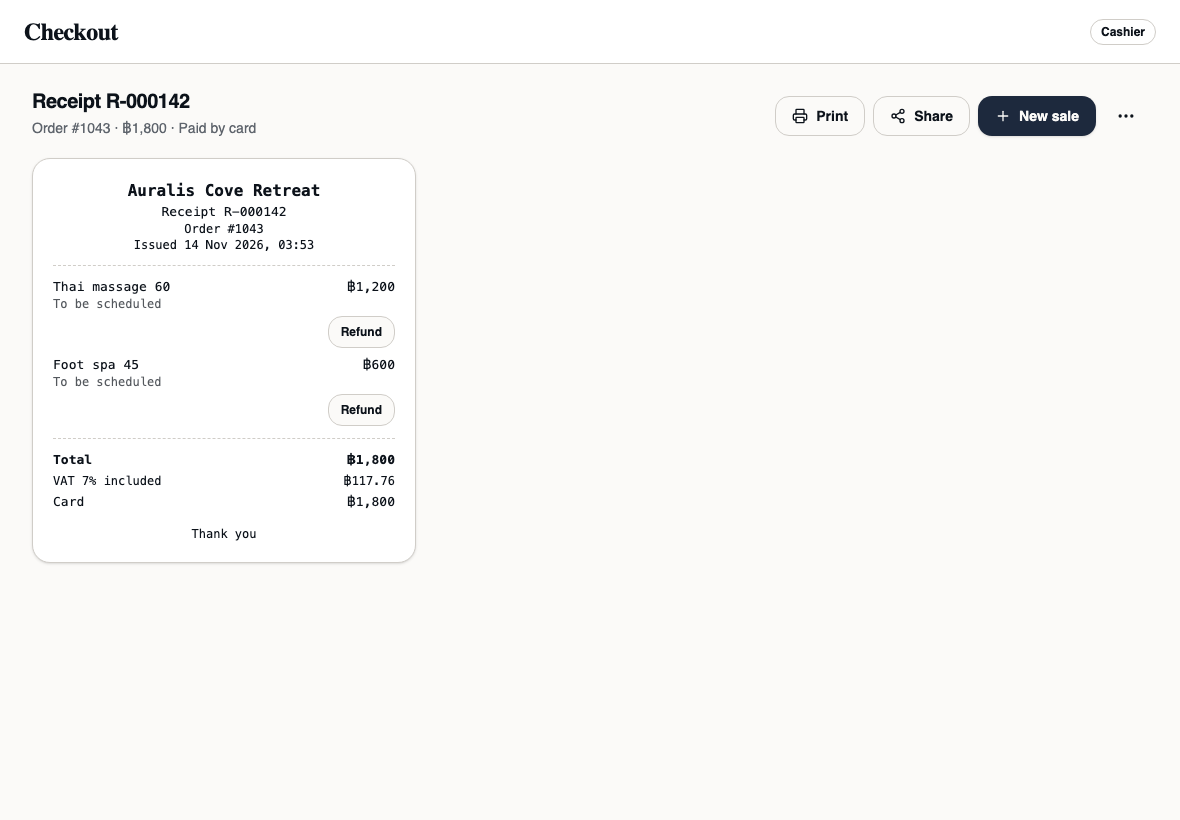 Checkout
Cashier
Receipt R-000142
Order #1043 · ฿1,800 · Paid by card
Print
Share
New sale
Auralis Cove Retreat
Receipt R-000142
Order #1043
Issued 14 Nov 2026, 03:53
Thai massage 60 ฿1,200
To be scheduled
Refund
Foot spa 45 ฿600
To be scheduled
Refund
Total ฿1,800
VAT 7% included ฿117.76
Card ฿1,800
Thank you